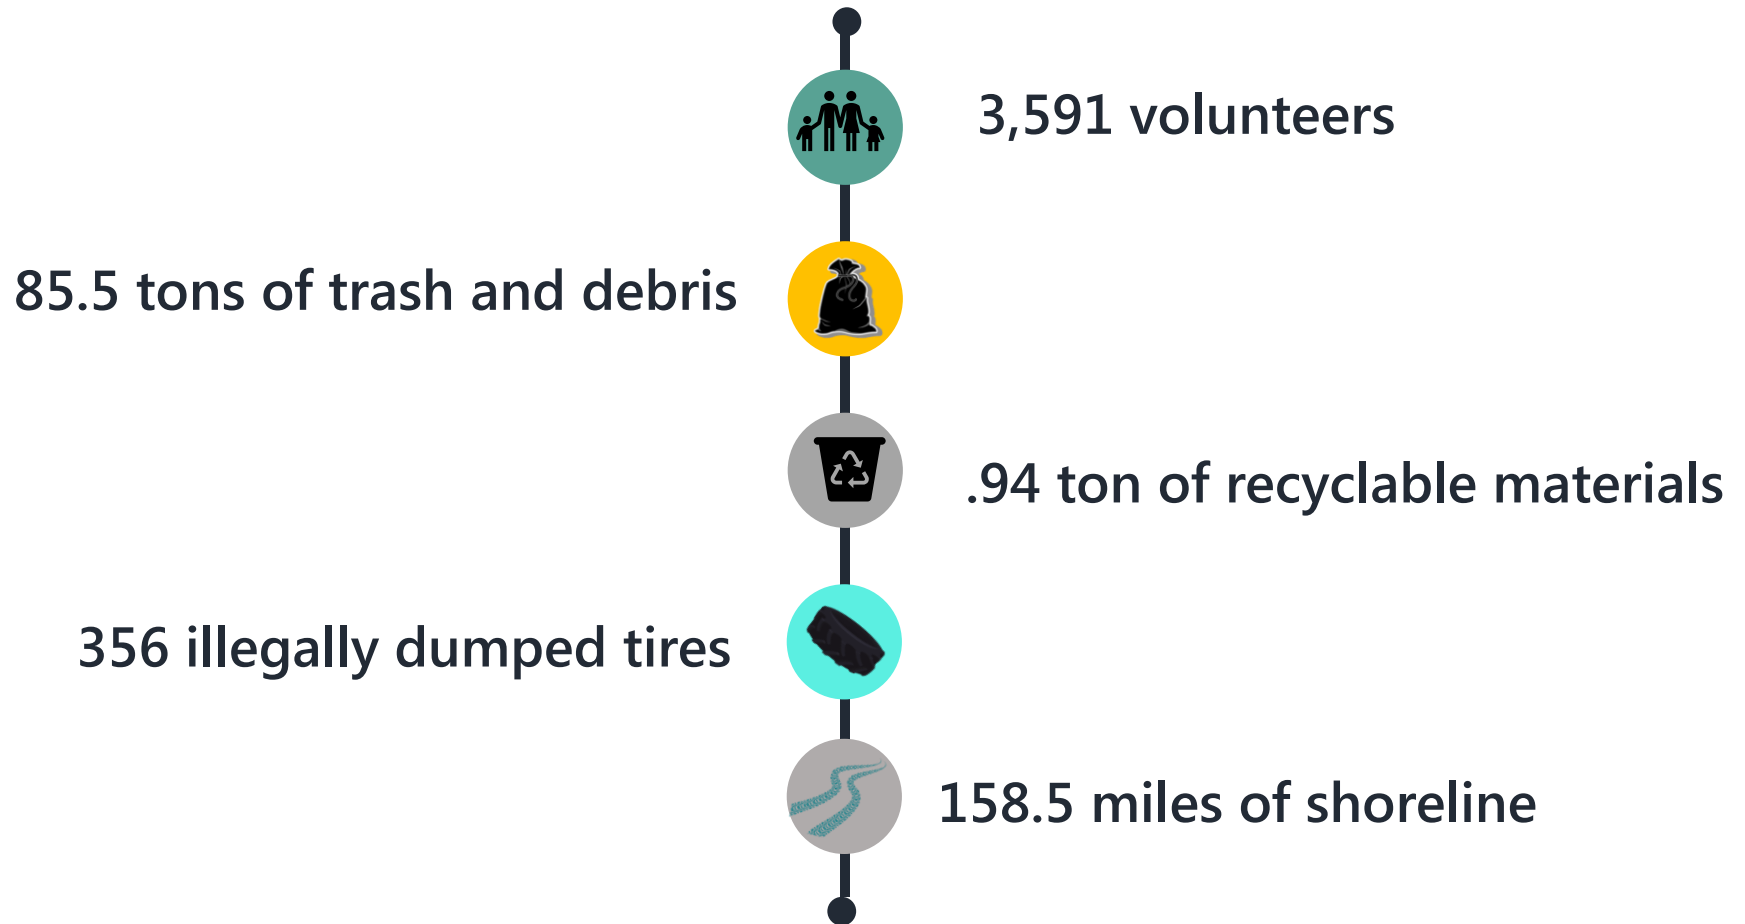 3,591 volunteers
85.5 tons of trash and debris
.94 ton of recyclable materials
356 illegally dumped tires
158.5 miles of shoreline